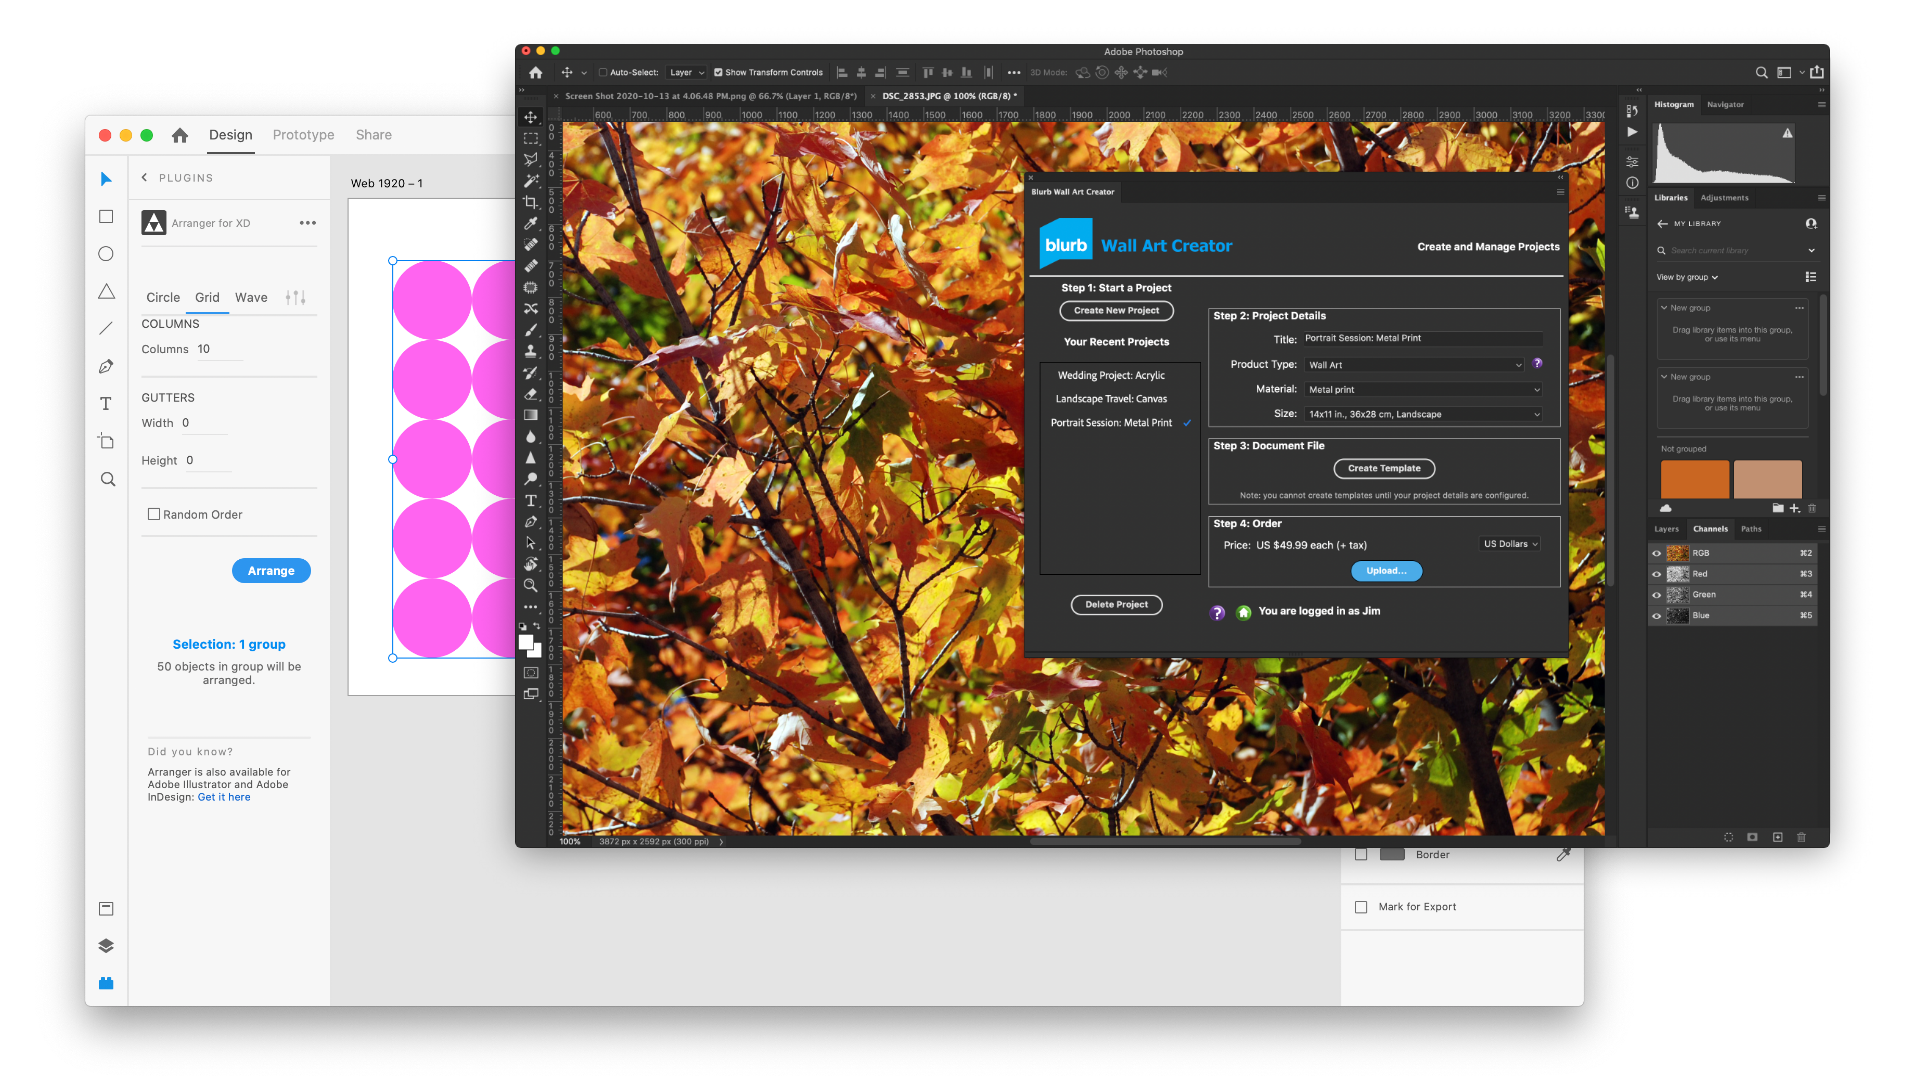 Design
Prototype
Share
PLUGINS
Arranger for XD
Circle
Grid
Wave
COLUMNS
Columns 10
GUTTERS
Width 0
Height 0
Random Order
Arrange
Selection: 1 group
50 objects in group will be
arranged.
Did you know?
Arranger is also available for
Adobe Illustrator and Adobe
InDesign: Get it here
Web 1920 – 1
Border
Mark for Export
Adobe Photoshop
Auto-Select: Layer Show Transform Controls 3D Mode:
Screen Shot 2020-10-13 at 4.06.48 PM.png @ 66.7% (Layer 1, RGB/8*)
DSC_2853.JPG @ 100% (RGB/8) *
600 700 800 900 1000 1100 1200 1300 1400 1500 1600 1700 1800 1900 2000 2100 2200 2300 2400 2500 2600 2700 2800 2900 3000 3100 3200 3300
Blurb Wall Art Creator
blurb Wall Art Creator
Create and Manage Projects
Step 1: Start a Project
Create New Project
Your Recent Projects
Wedding Project: Acrylic
Landscape Travel: Canvas
Portrait Session: Metal Print
Delete Project
Step 2: Project Details
Title: Portrait Session: Metal Print
Product Type: Wall Art ?
Material: Metal print
Size: 14x11 in., 36x28 cm, Landscape
Step 3: Document File
Create Template
Note: you cannot create templates until your project details are configured.
Step 4: Order
Price: US $49.99 each (+ tax) US Dollars
Upload...
? You are logged in as Jim
100% 3872 px x 2592 px (300 ppi)
Histogram Navigator
Libraries Adjustments
MY LIBRARY
Search current library
View by group
New group
Drag library items into this group,
or use its menu
New group
Drag library items into this group,
or use its menu
Not grouped
Layers Channels Paths
RGB ⌘2
Red ⌘3
Green ⌘4
Blue ⌘5